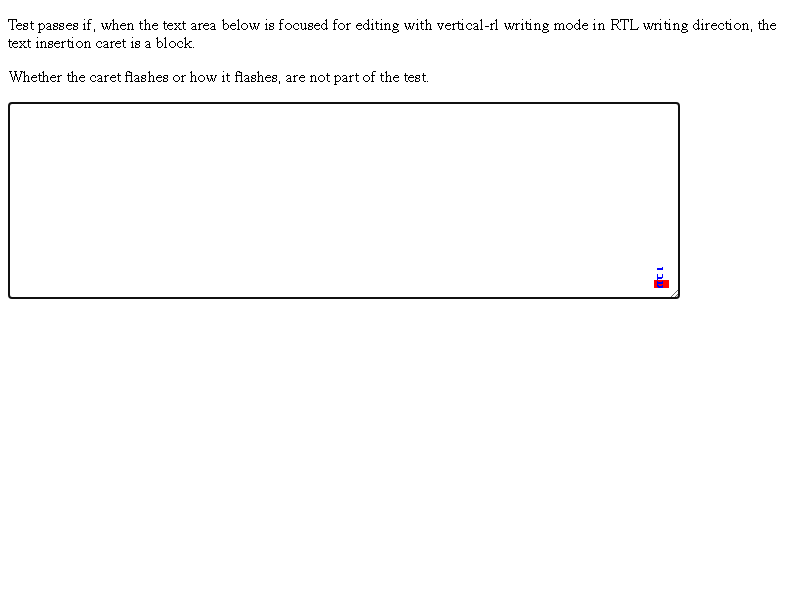 Test passes if, when the text area below is focused for editing with vertical-rl writing mode in RTL writing direction, the
text insertion caret is a block.
Whether the caret flashes or how it flashes, are not part of the test.